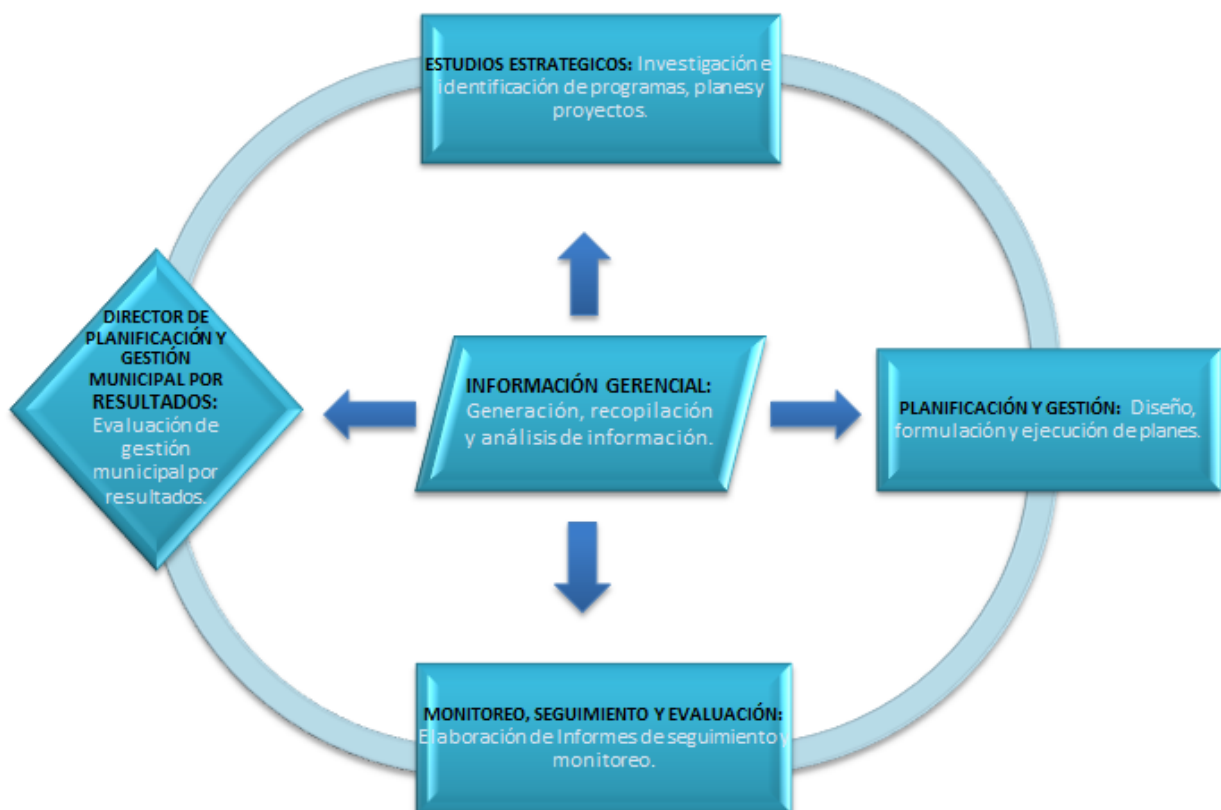 ESTUDIOS ESTRATEGICOS: Investigación e
identificación de programas, planes y
proyectos.
DIRECTOR DE
PLANIFICACIÓN Y
GESTIÓN
MUNICIPAL POR
RESULTADOS:
Evaluación de
gestión
municipal por
resultados.
INFORMACIÓN GERENCIAL:
Generación, recopilación
y análisis de información.
PLANIFICACIÓN Y GESTIÓN: Diseño,
formulación y ejecución de planes.
MONITOREO, SEGUIMIENTO Y EVALUACIÓN:
Elaboración de Informes de seguimiento y
monitoreo.